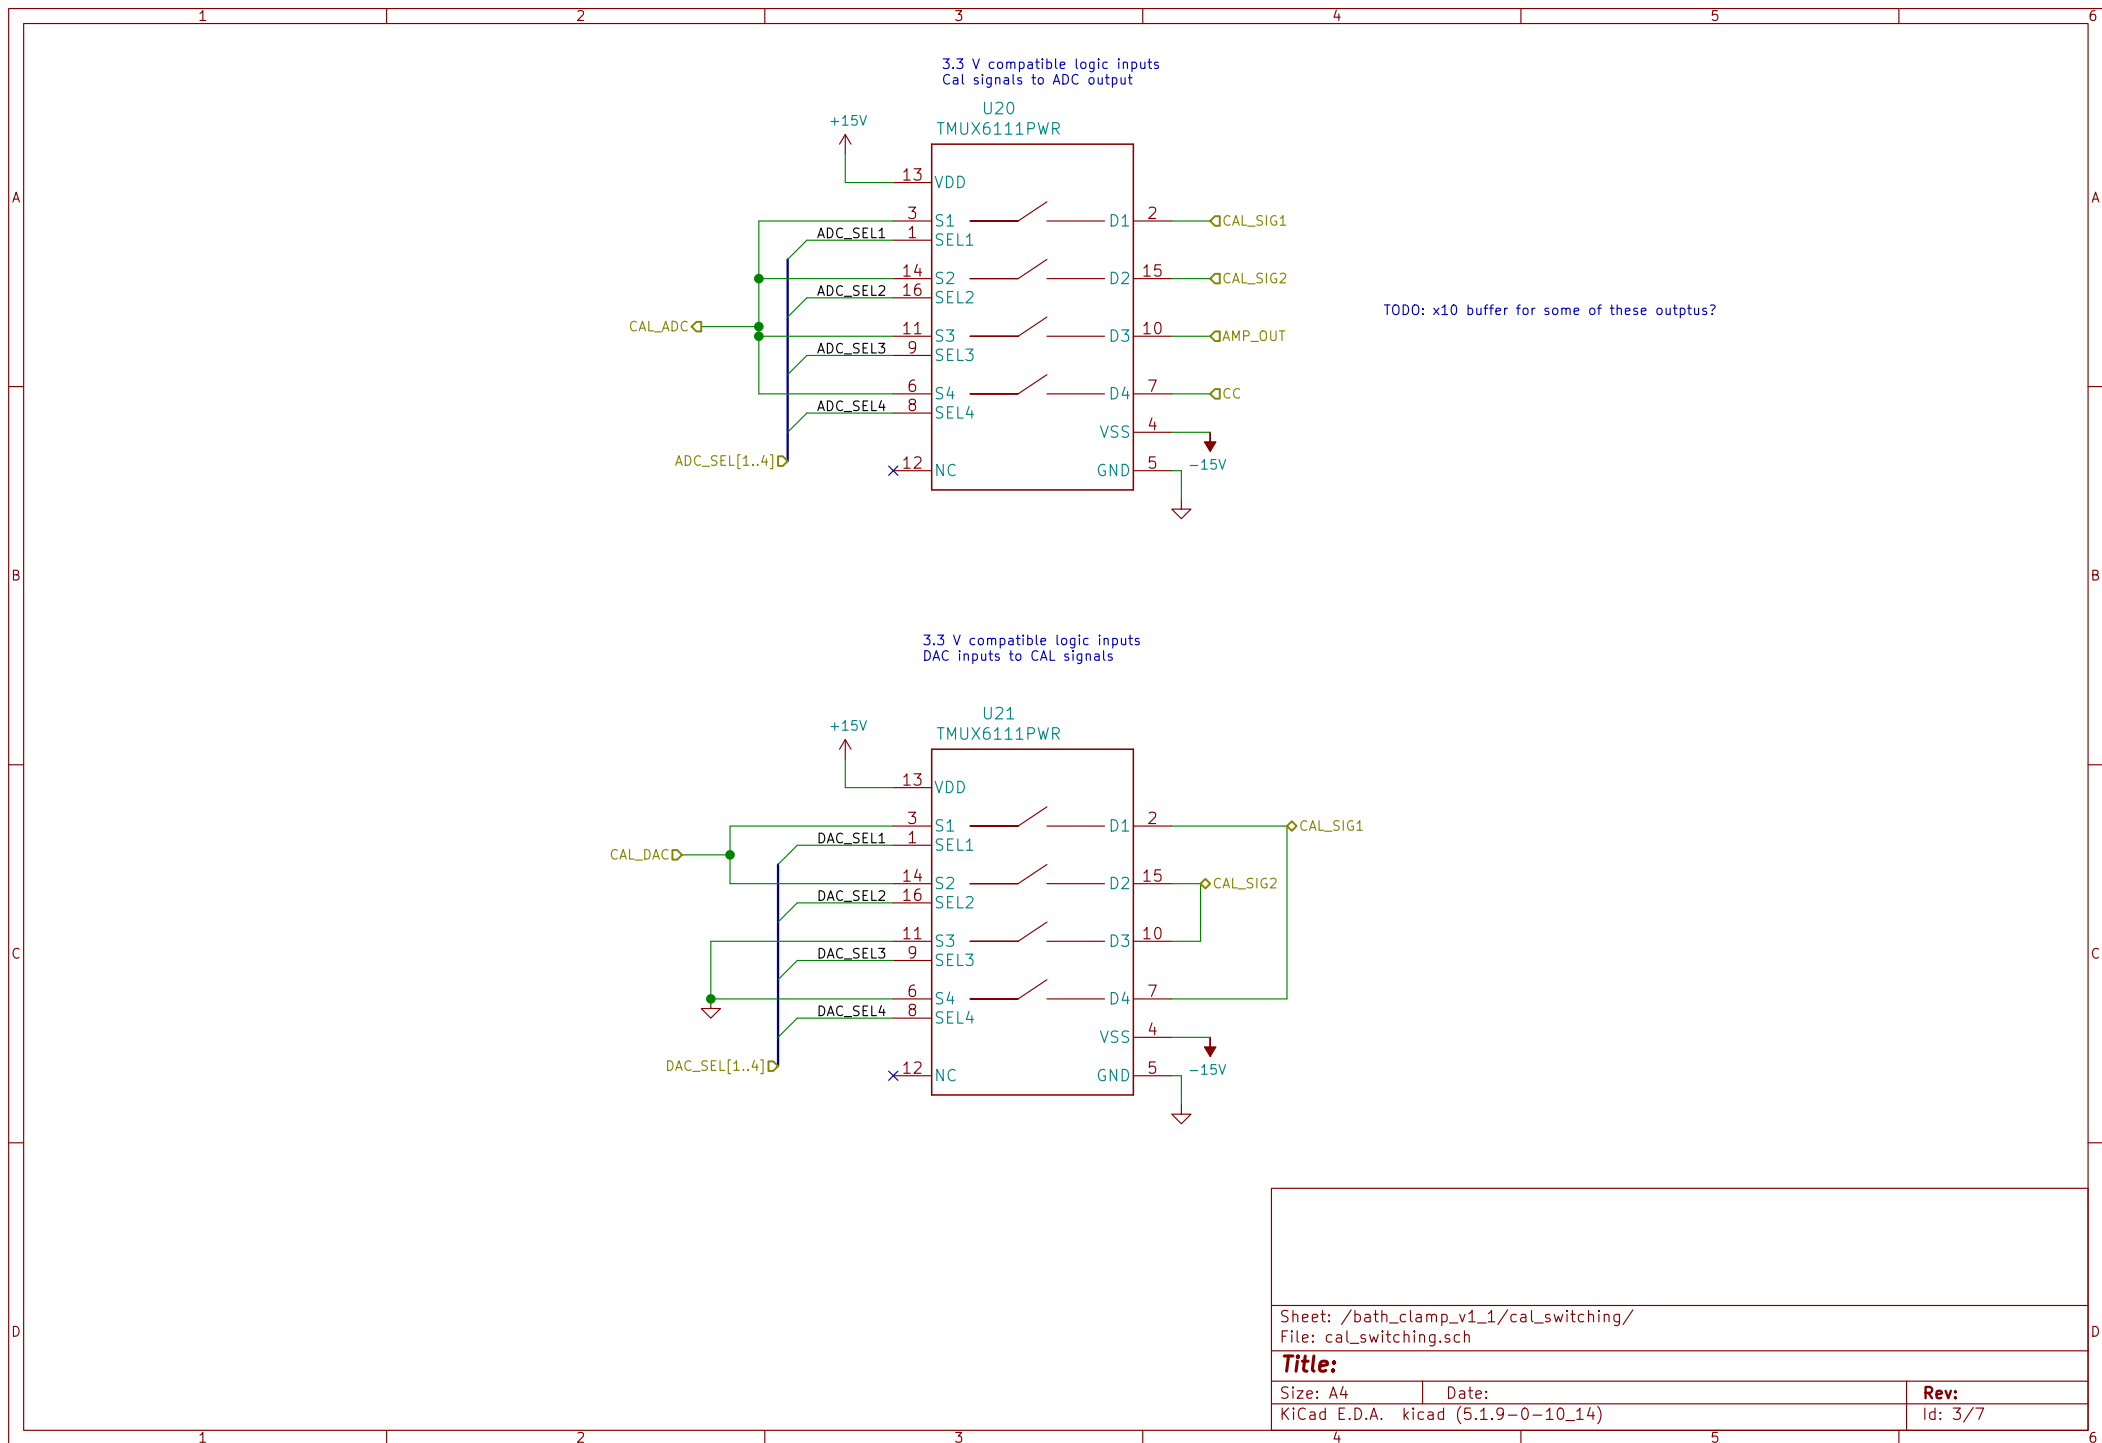 1 2 3 4 5 6
3.3 V compatible logic inputs
Cal signals to ADC output
U20
TMUX6111PWR
+15V
13 VDD
A A
3 S1 D1 2 CAL_SIG1
ADC_SEL1 1 SEL1
14 S2 D2 15 CAL_SIG2
ADC_SEL2 16 SEL2
TODO: x10 buffer for some of these outptus?
CAL_ADC
11 S3 D3 10 AMP_OUT
ADC_SEL3 9 SEL3
6 S4 D4 7 CC
ADC_SEL4 8 SEL4
VSS 4
-15V
ADC_SEL[1..4]
12 NC GND 5
B B
3.3 V compatible logic inputs
DAC inputs to CAL signals
U21
TMUX6111PWR
+15V
13 VDD
3 S1 D1 2 CAL_SIG1
DAC_SEL1 1 SEL1
CAL_DAC
14 S2 D2 15 CAL_SIG2
DAC_SEL2 16 SEL2
11 S3 D3 10
C C
DAC_SEL3 9 SEL3
6 S4 D4 7
DAC_SEL4 8 SEL4
VSS 4
-15V
DAC_SEL[1..4]
12 NC GND 5
Sheet: /bath_clamp_v1_1/cal_switching/
D D
File: cal_switching.sch
Title:
Size: A4 Date: Rev:
KiCad E.D.A. kicad (5.1.9-0-10_14) Id: 3/7
1 2 3 4 5 6